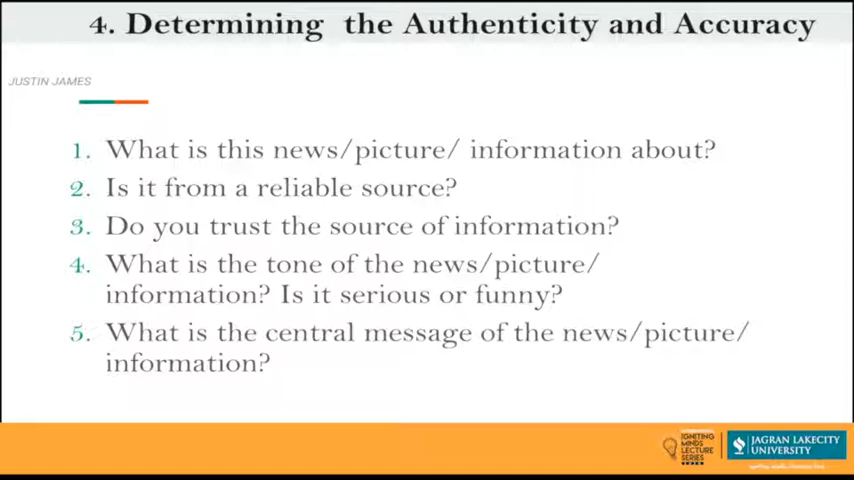 4. Determining the Authenticity and Accuracy
JUSTIN JAMES
1. What is this news/picture/ information about?
2. Is it from a reliable source?
3. Do you trust the source of information?
4. What is the tone of the news/picture/
information? Is it serious or funny?
5. What is the central message of the news/picture/
information?
IGNITING
MINDS
LECTURE
SERIES
JAGRAN LAKECITY
UNIVERSITY